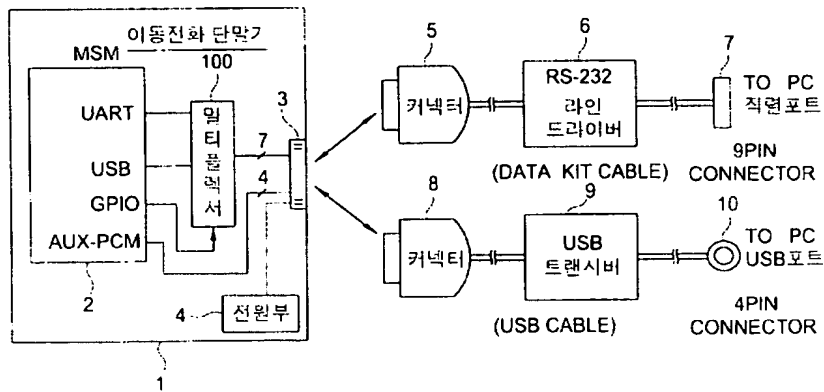 이동전화 단말기
MSM
100
3
UART
USB
GPIO
AUX-PCM
멀티플렉서
7
4
2
4
전원부
1
5
커넥터
6
RS-232
라인
드라이버
7
TO PC
직렬포트
(DATA KIT CABLE)
9PIN
CONNECTOR
8
커넥터
9
USB
트랜시버
10
TO PC
USB포트
(USB CABLE)
4PIN
CONNECTOR